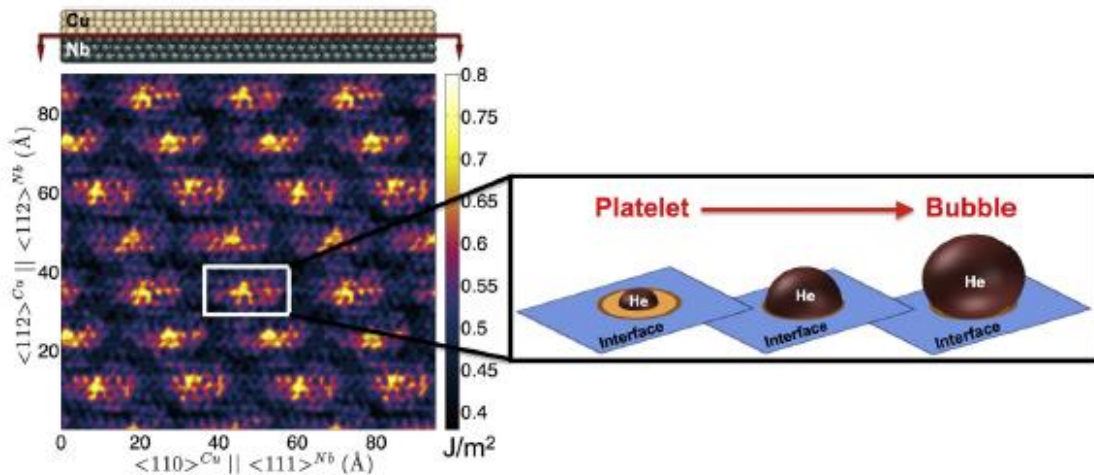 Cu
Nb
0.8
0.75
0.7
0.65
0.6
0.55
0.5
0.45
0.4
J/m²
80
60
40
20
<112>^Cu || <112>^Nb (Å)
0 20 40 60 80
<110>^Cu || <111>^Nb (Å)
Platelet Bubble
He He He
Interface Interface Interface